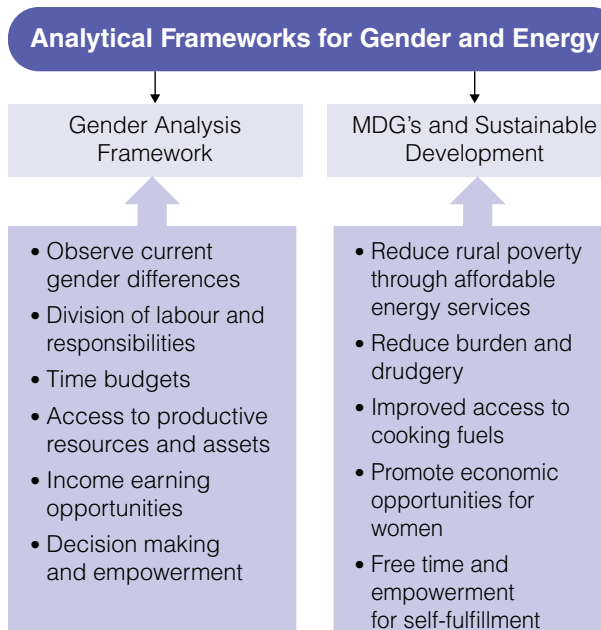 Analytical Frameworks for Gender and Energy
Gender Analysis
Framework
• Observe current
gender differences
• Division of labour and
responsibilities
• Time budgets
• Access to productive
resources and assets
• Income earning
opportunities
• Decision making
and empowerment
MDG's and Sustainable
Development
• Reduce rural poverty
through affordable
energy services
• Reduce burden and
drudgery
• Improved access to
cooking fuels
• Promote economic
opportunities for
women
• Free time and
empowerment
for self-fulfillment